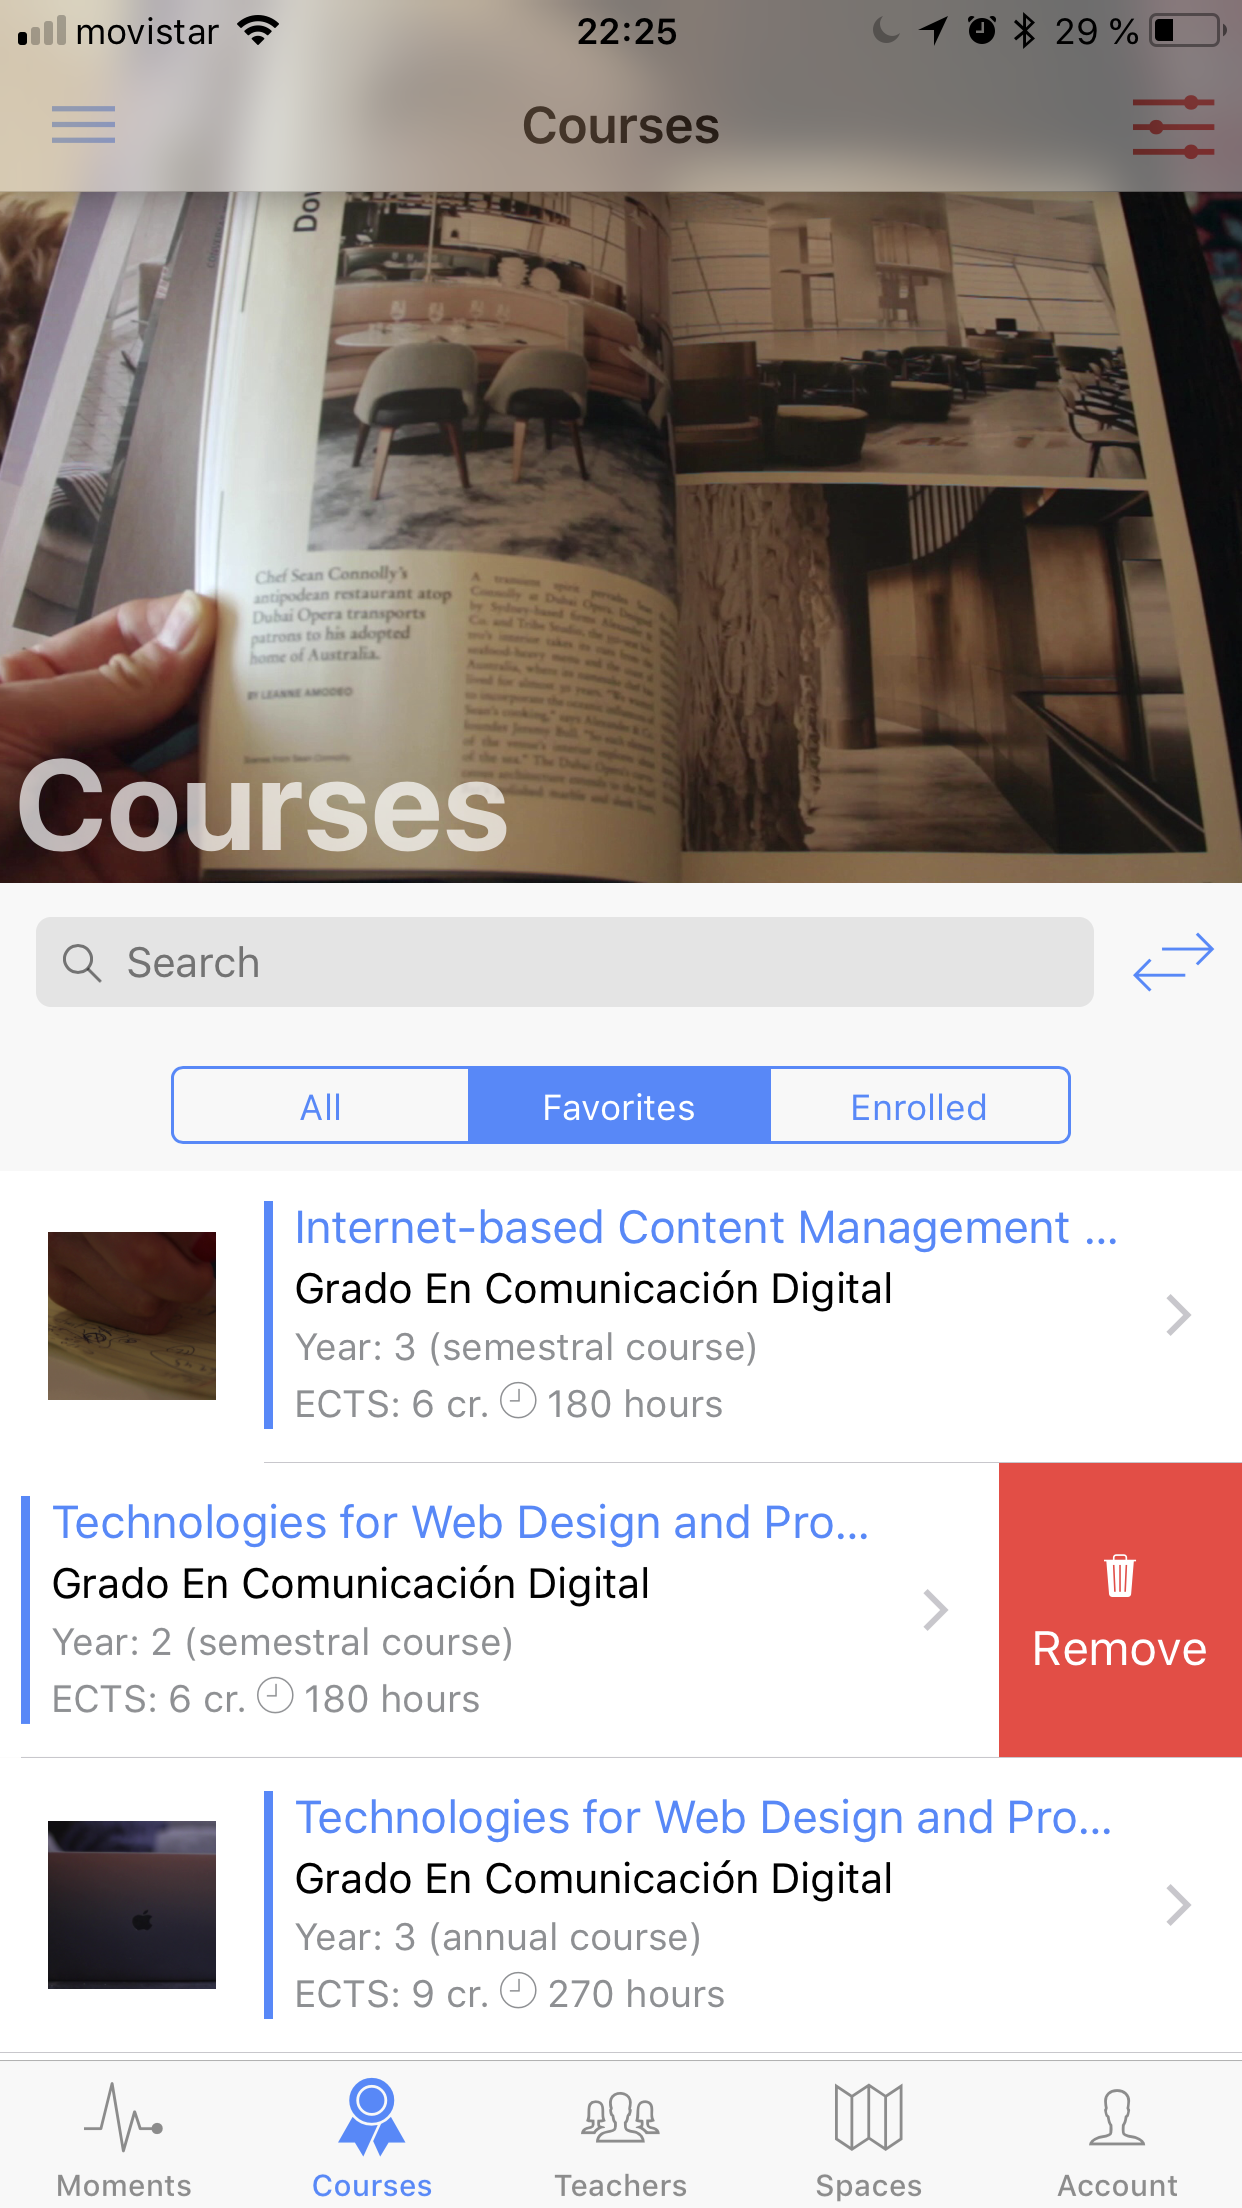 movistar 22:25 29 %
Courses
Dov
Chef Sean Connolly's
antipodean restaurant atop
Dubai Opera transports
patrons to his adopted
home of Australia.
BY LEANNE AMODEO
Courses
Search
All Favorites Enrolled
Internet-based Content Management ...
Grado En Comunicación Digital
Year: 3 (semestral course)
ECTS: 6 cr. 180 hours
Technologies for Web Design and Pro...
Grado En Comunicación Digital
Year: 2 (semestral course)
ECTS: 6 cr. 180 hours
Remove
Technologies for Web Design and Pro...
Grado En Comunicación Digital
Year: 3 (annual course)
ECTS: 9 cr. 270 hours
Moments Courses Teachers Spaces Account